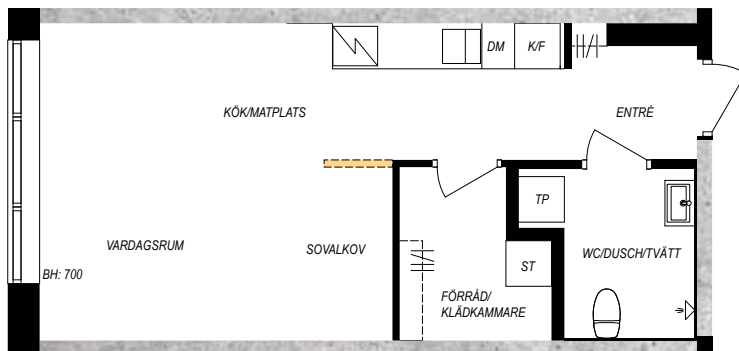 DM
K/F
KÖK/MATPLATS
ENTRÉ
TP
VARDAGSRUM
SOVALKOV
WC/DUSCH/TVÄTT
ST
BH: 700
FÖRRÅD/
KLÄDKAMMARE